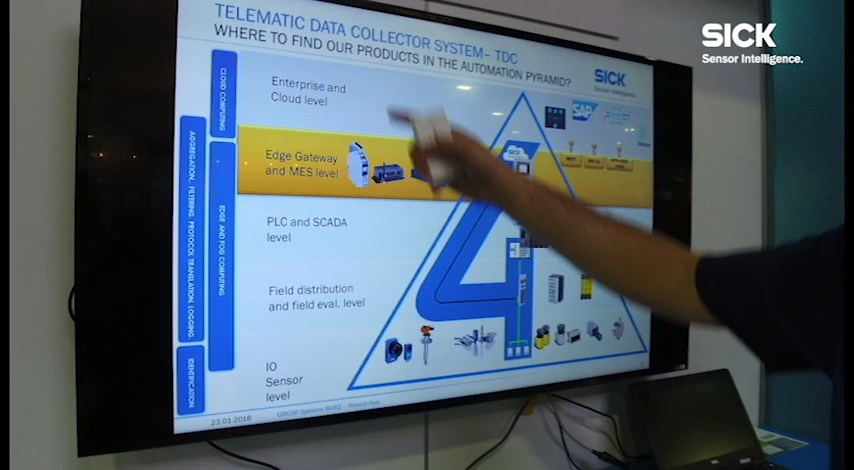 TELEMATIC DATA COLLECTOR SYSTEM– TDC
WHERE TO FIND OUR PRODUCTS IN THE AUTOMATION PYRAMID?
SICK
Sensor Intelligence.
SICK
Sensor Intelligence.
CLOUD COMPUTING
AGGREGATION, FILTERING, PROTOCOL TRANSLATION, LOGGING
EDGE AND FOG COMPUTING
IDENTIFICATION
Enterprise and
Cloud level
SAP
Edge Gateway
and MES level
SICK
PLC and SCADA
level
Field distribution
and field eval. level
IO
Sensor
level
4
23.01.2018